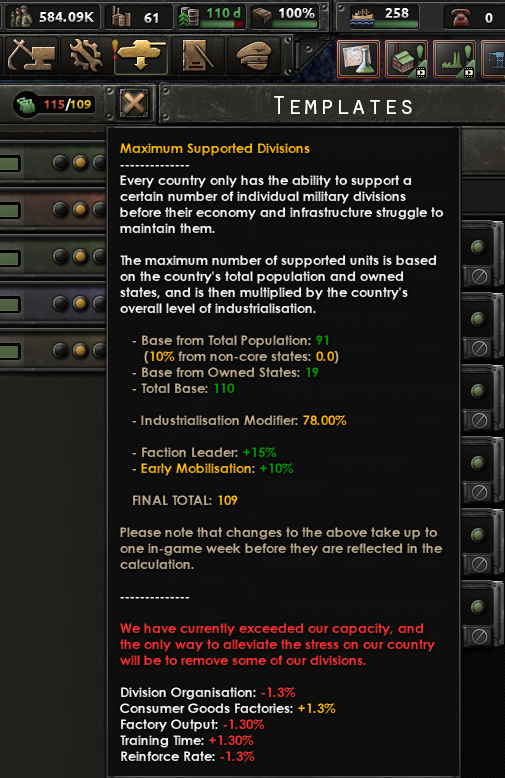 584.09K 61 110 d 100% 258 0
115/109
TEMPLATES
Maximum Supported Divisions
--------------
Every country only has the ability to support a
certain number of individual military divisions
before their economy and infrastructure struggle to
maintain them.
The maximum number of supported units is based
on the country's total population and owned
states, and is then multiplied by the country's
overall level of industrialisation.
- Base from Total Population: 91
(10% from non-core states: 0.0)
- Base from Owned States: 19
- Total Base: 110
- Industrialisation Modifier: 78.00%
- Faction Leader: +15%
- Early Mobilisation: +10%
FINAL TOTAL: 109
Please note that changes to the above take up to
one in-game week before they are reflected in the
calculation.
--------------
We have currently exceeded our capacity, and
the only way to alleviate the stress on our country
will be to remove some of our divisions.
Division Organisation: -1.3%
Consumer Goods Factories: +1.3%
Factory Output: -1.30%
Training Time: +1.30%
Reinforce Rate: -1.3%